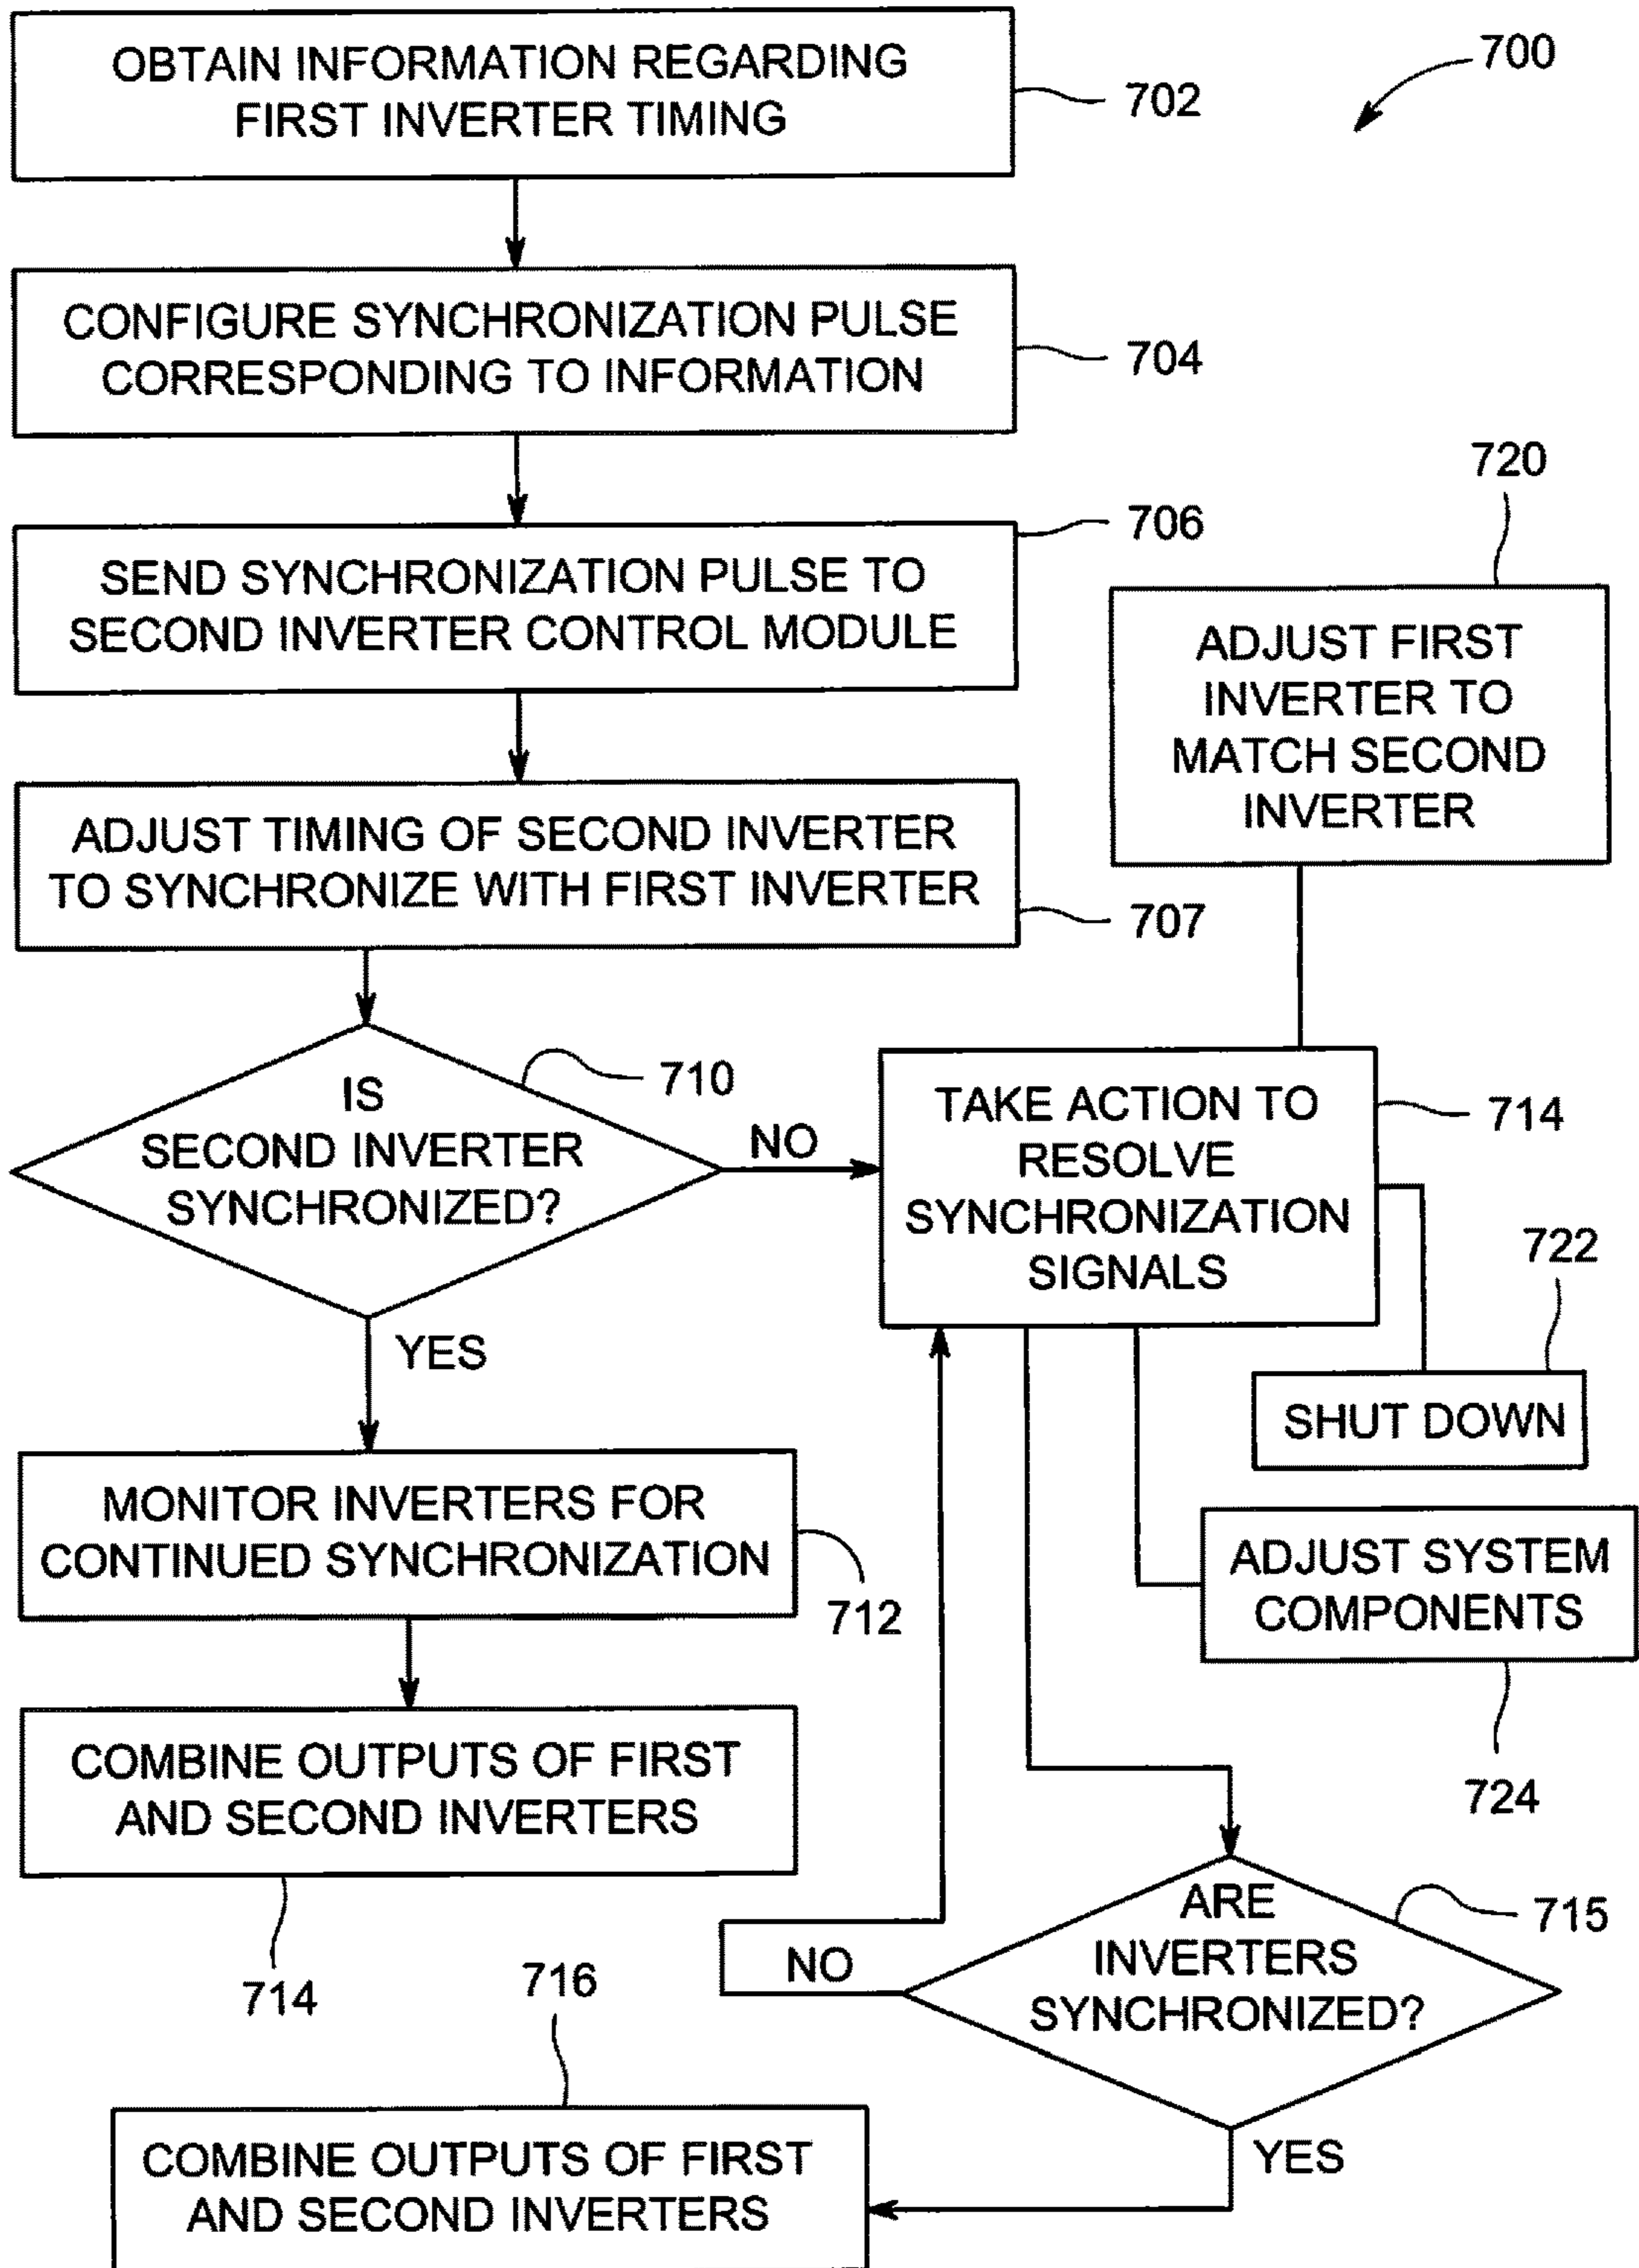 OBTAIN INFORMATION REGARDING
FIRST INVERTER TIMING
702
700
CONFIGURE SYNCHRONIZATION PULSE
CORRESPONDING TO INFORMATION
704
SEND SYNCHRONIZATION PULSE TO
SECOND INVERTER CONTROL MODULE
706
720
ADJUST FIRST
INVERTER TO
MATCH SECOND
INVERTER
ADJUST TIMING OF SECOND INVERTER
TO SYNCHRONIZE WITH FIRST INVERTER
707
IS
SECOND INVERTER
SYNCHRONIZED?
710
NO
YES
TAKE ACTION TO
RESOLVE
SYNCHRONIZATION
SIGNALS
714
722
SHUT DOWN
MONITOR INVERTERS FOR
CONTINUED SYNCHRONIZATION
712
ADJUST SYSTEM
COMPONENTS
724
COMBINE OUTPUTS OF FIRST
AND SECOND INVERTERS
714
ARE
INVERTERS
SYNCHRONIZED?
715
NO
YES
716
COMBINE OUTPUTS OF FIRST
AND SECOND INVERTERS